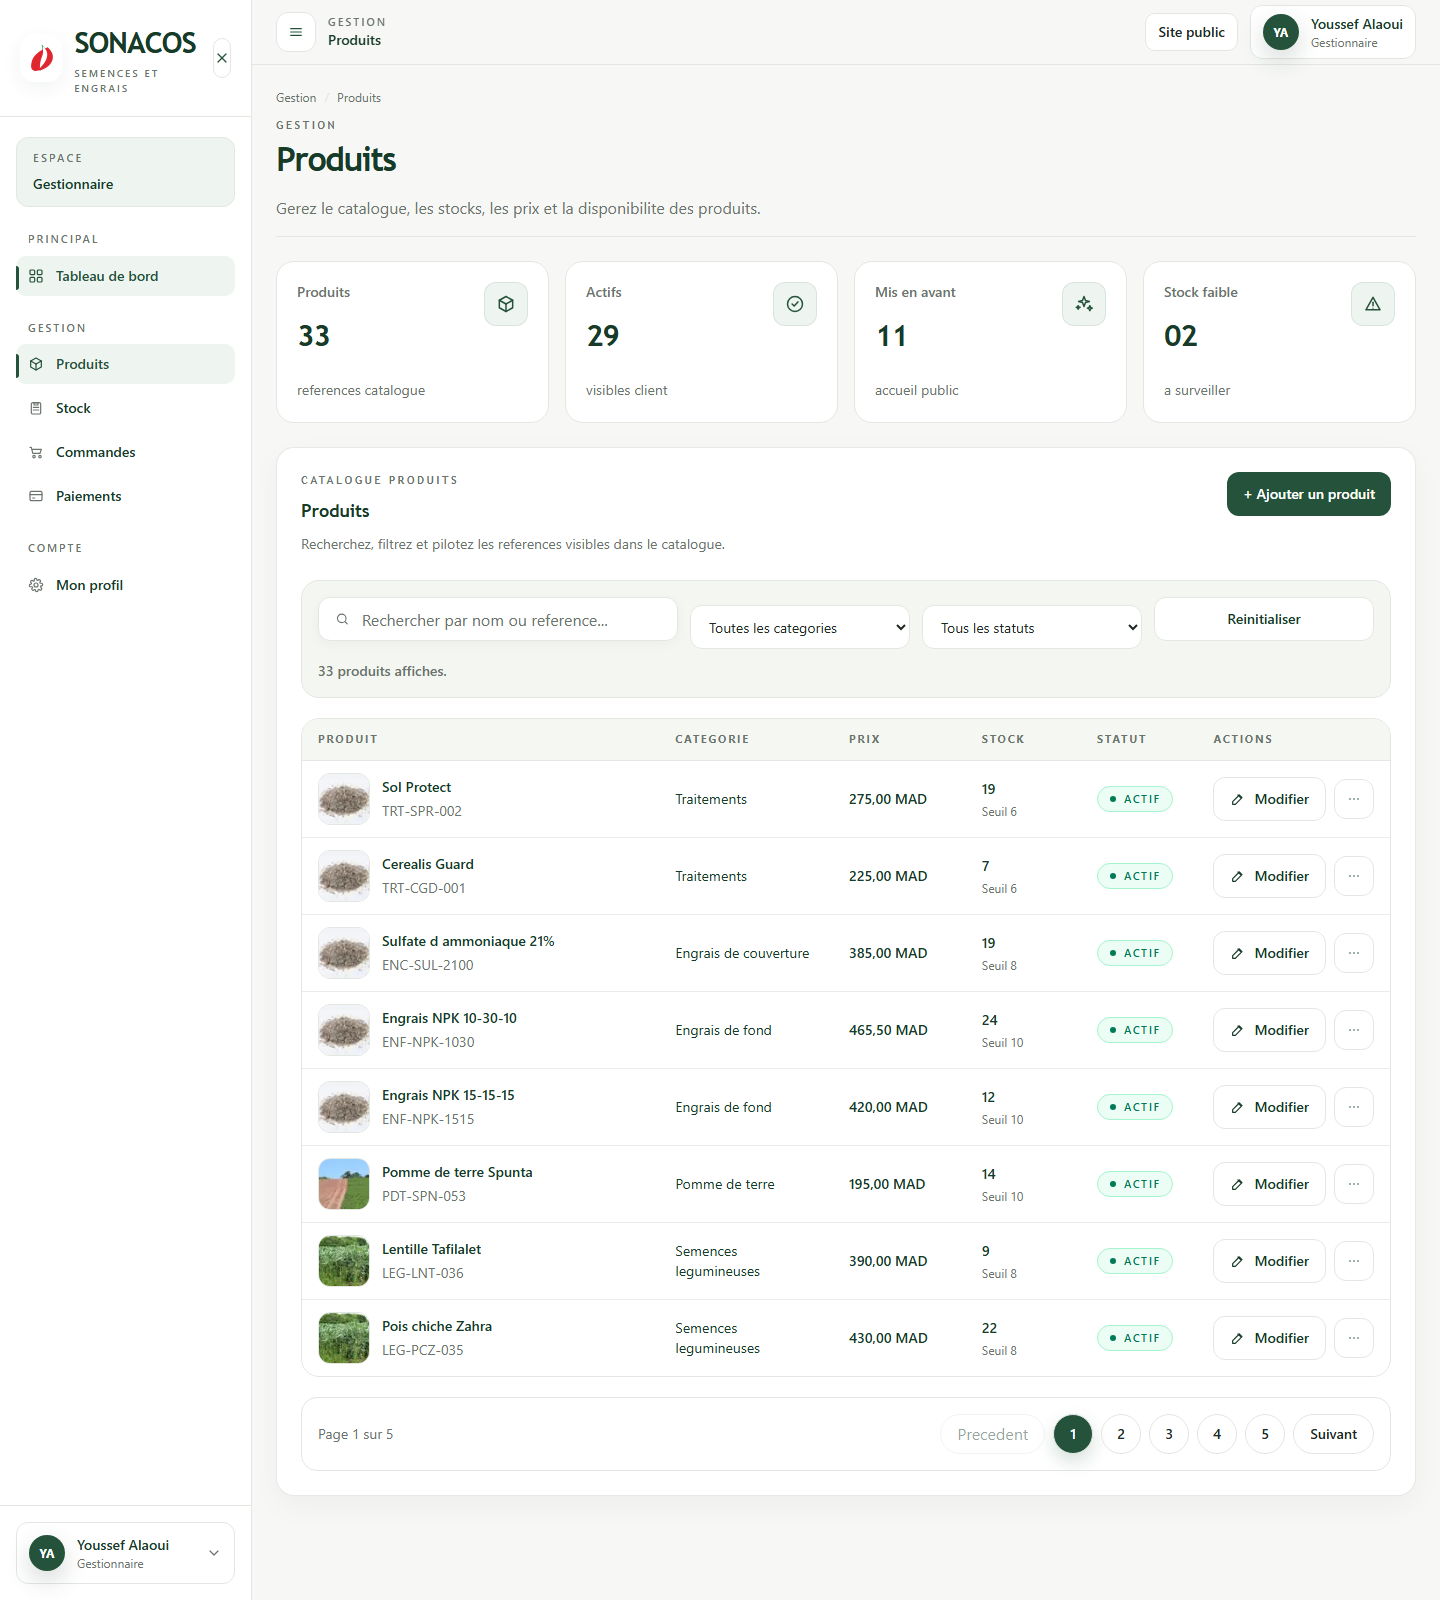 SONACOS
SEMENCES ET
ENGRAIS
ESPACE
Gestionnaire
PRINCIPAL
Tableau de bord
GESTION
Produits
Stock
Commandes
Paiements
COMPTE
Mon profil
YA
Youssef Alaoui
Gestionnaire
GESTION
Produits
Site public
YA
Youssef Alaoui
Gestionnaire
Gestion / Produits
GESTION
Produits
Gerez le catalogue, les stocks, les prix et la disponibilite des produits.
Produits
33
references catalogue
Actifs
29
visibles client
Mis en avant
11
accueil public
Stock faible
02
a surveiller
CATALOGUE PRODUITS
Produits
Recherchez, filtrez et pilotez les references visibles dans le catalogue.
+ Ajouter un produit
Rechercher par nom ou reference...
Toutes les categories
Tous les statuts
Reinitialiser
33 produits affiches.
PRODUIT CATEGORIE PRIX STOCK STATUT ACTIONS
Sol Protect
TRT-SPR-002
Traitements
275,00 MAD
19
Seuil 6
ACTIF
Modifier
...
Cerealis Guard
TRT-CGD-001
Traitements
225,00 MAD
7
Seuil 6
ACTIF
Modifier
...
Sulfate d ammoniaque 21%
ENC-SUL-2100
Engrais de couverture
385,00 MAD
19
Seuil 8
ACTIF
Modifier
...
Engrais NPK 10-30-10
ENF-NPK-1030
Engrais de fond
465,50 MAD
24
Seuil 10
ACTIF
Modifier
...
Engrais NPK 15-15-15
ENF-NPK-1515
Engrais de fond
420,00 MAD
12
Seuil 10
ACTIF
Modifier
...
Pomme de terre Spunta
PDT-SPN-053
Pomme de terre
195,00 MAD
14
Seuil 10
ACTIF
Modifier
...
Lentille Tafilalet
LEG-LNT-036
Semences
legumineuses
390,00 MAD
9
Seuil 8
ACTIF
Modifier
...
Pois chiche Zahra
LEG-PCZ-035
Semences
legumineuses
430,00 MAD
22
Seuil 8
ACTIF
Modifier
...
Page 1 sur 5
Precedent 1 2 3 4 5 Suivant